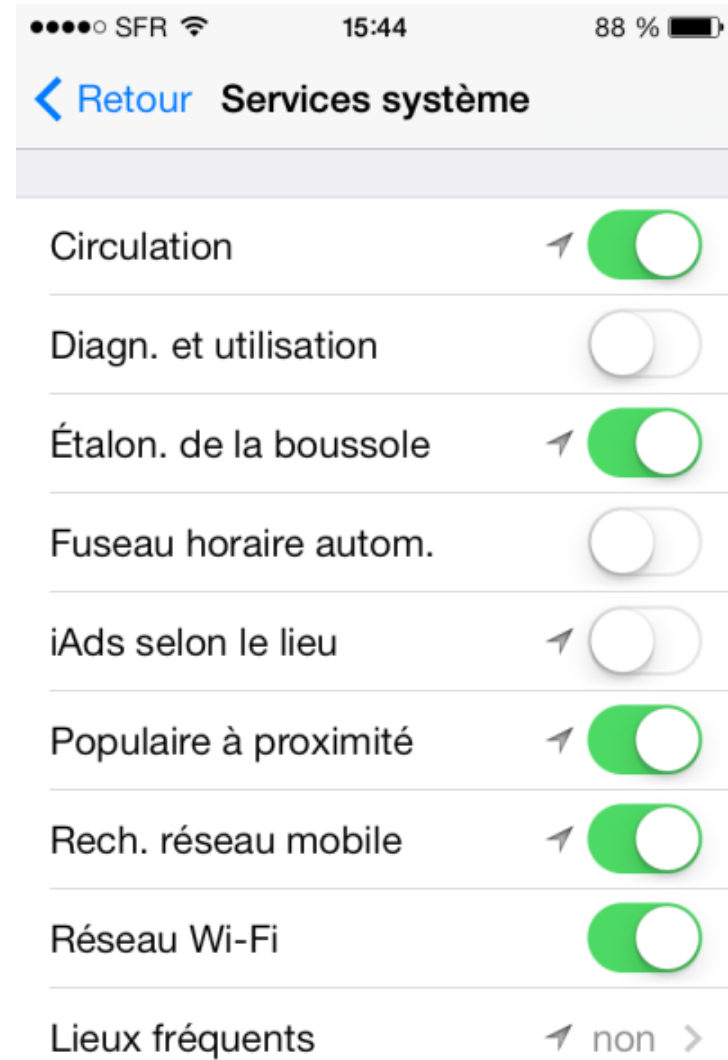 SFR 15:44 88 %
Retour Services système
Circulation
Diagn. et utilisation
Étalon. de la boussole
Fuseau horaire autom.
iAds selon le lieu
Populaire à proximité
Rech. réseau mobile
Réseau Wi-Fi
Lieux fréquents non